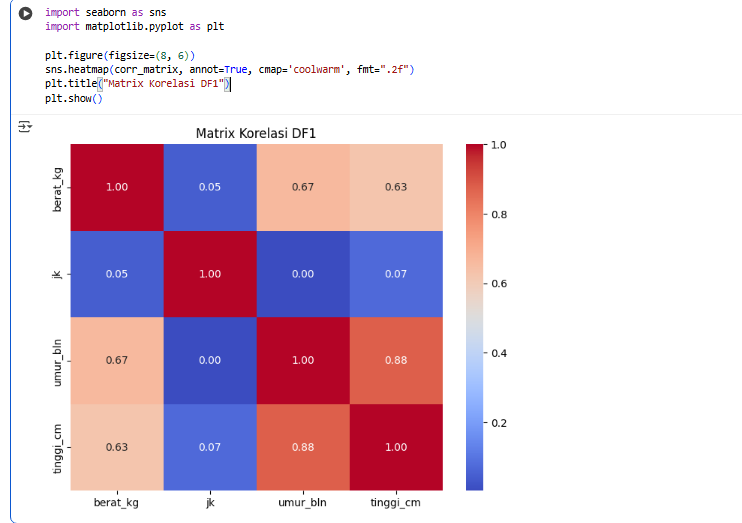 import seaborn as sns
import matplotlib.pyplot as plt
plt.figure(figsize=(8, 6))
sns.heatmap(corr_matrix, annot=True, cmap='coolwarm', fmt=".2f")
plt.title("Matrix Korelasi DF1")
plt.show()
Matrix Korelasi DF1
berat_kg 1.00 0.05 0.67 0.63
jk 0.05 1.00 0.00 0.07
umur_bln 0.67 0.00 1.00 0.88
tinggi_cm 0.63 0.07 0.88 1.00
berat_kg jk umur_bln tinggi_cm
1.0
0.8
0.6
0.4
0.2